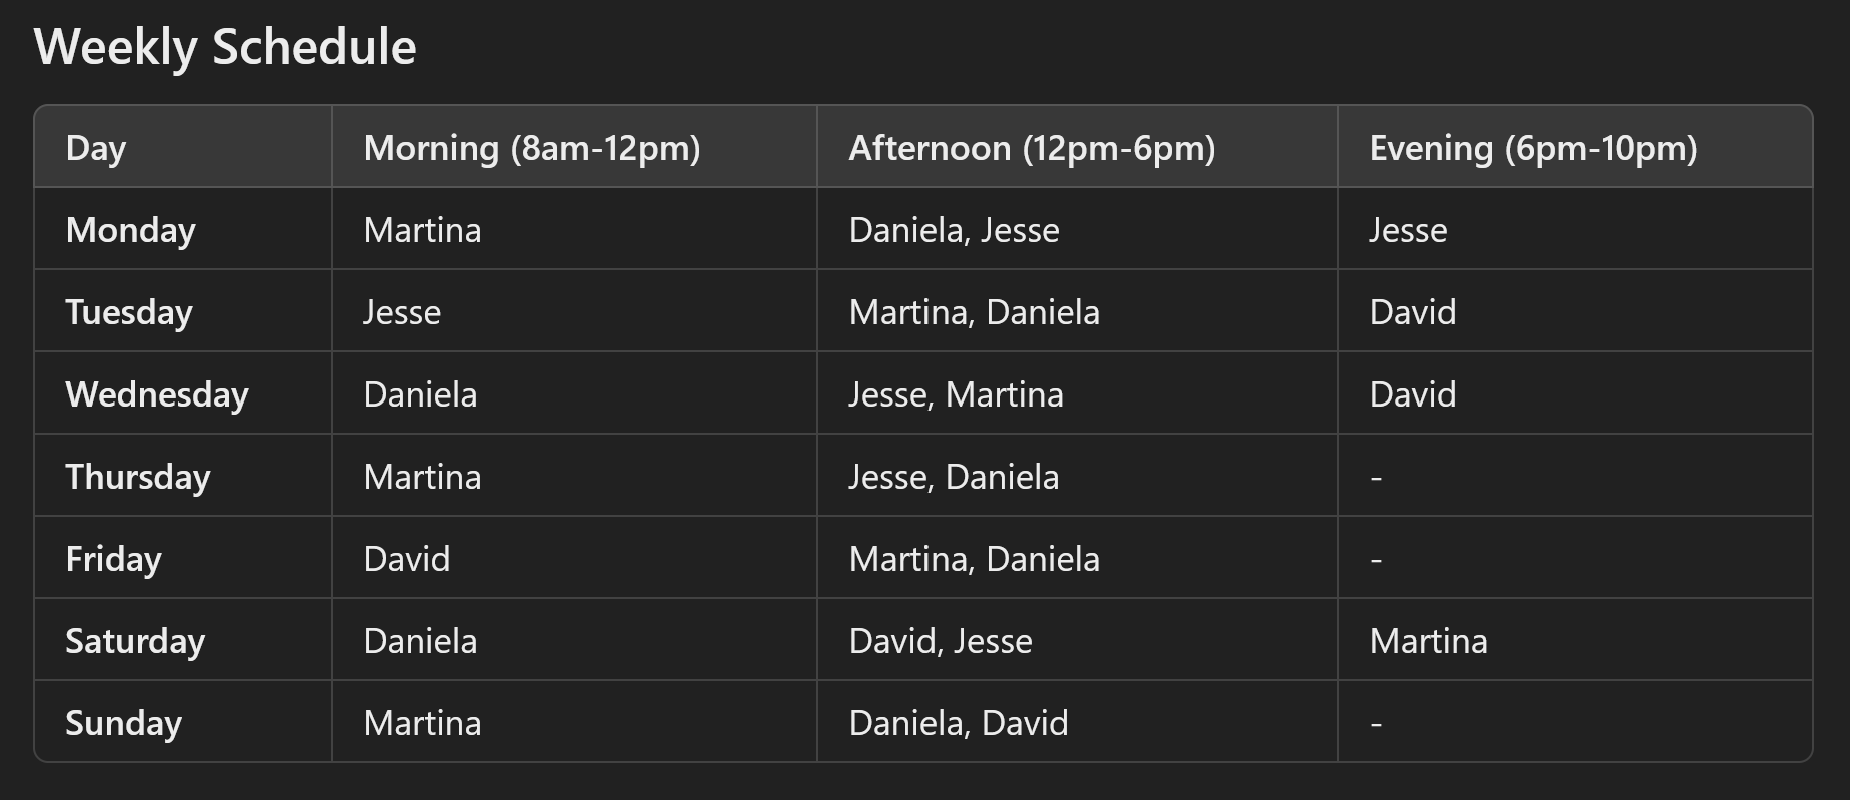 Weekly Schedule
Day Morning (8am-12pm) Afternoon (12pm-6pm) Evening (6pm-10pm)
Monday Martina Daniela, Jesse Jesse
Tuesday Jesse Martina, Daniela David
Wednesday Daniela Jesse, Martina David
Thursday Martina Jesse, Daniela -
Friday David Martina, Daniela -
Saturday Daniela David, Jesse Martina
Sunday Martina Daniela, David -